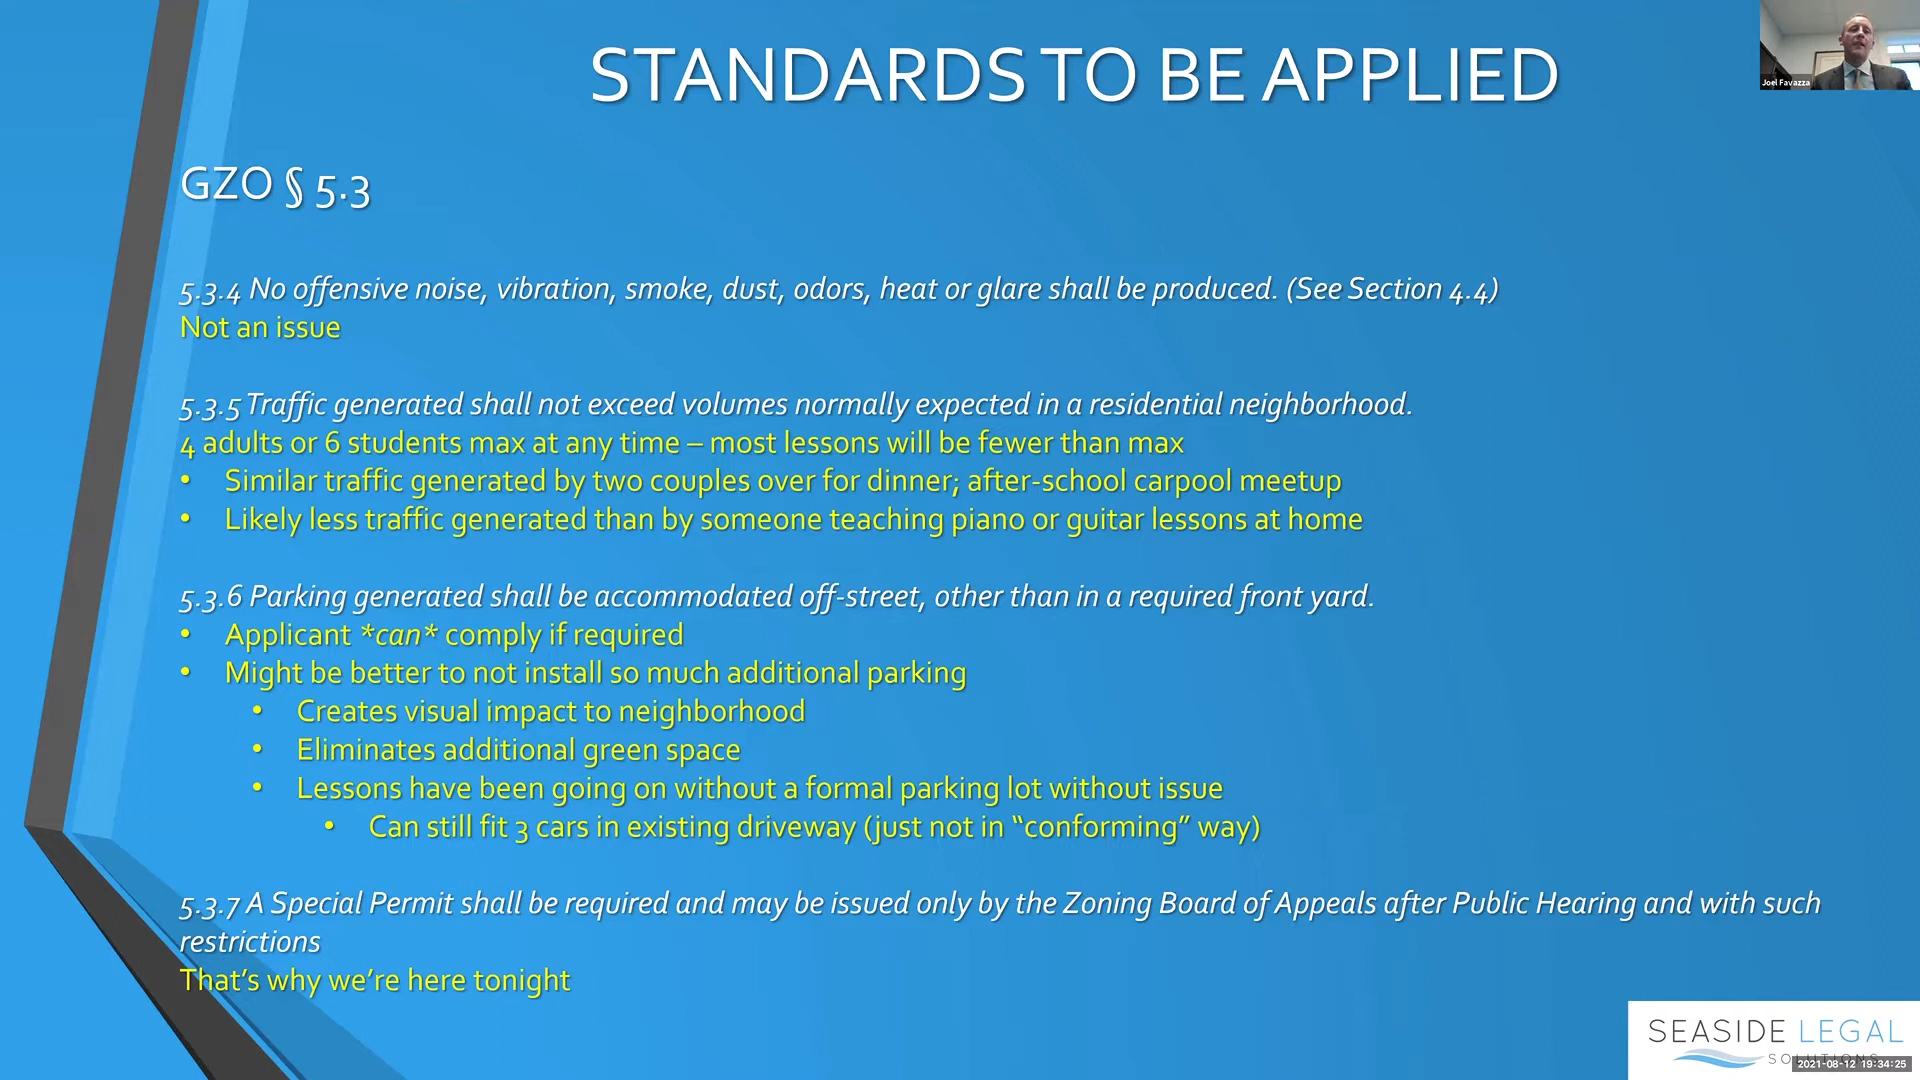 STANDARDS TO BE APPLIED
Joel Favazza
GZO § 5.3
5.3.4 No offensive noise, vibration, smoke, dust, odors, heat or glare shall be produced. (See Section 4.4)
Not an issue
5.3.5 Traffic generated shall not exceed volumes normally expected in a residential neighborhood.
4 adults or 6 students max at any time – most lessons will be fewer than max
• Similar traffic generated by two couples over for dinner; after-school carpool meetup
• Likely less traffic generated than by someone teaching piano or guitar lessons at home
5.3.6 Parking generated shall be accommodated off-street, other than in a required front yard.
• Applicant *can* comply if required
• Might be better to not install so much additional parking
• Creates visual impact to neighborhood
• Eliminates additional green space
• Lessons have been going on without a formal parking lot without issue
• Can still fit 3 cars in existing driveway (just not in “conforming” way)
5.3.7 A Special Permit shall be required and may be issued only by the Zoning Board of Appeals after Public Hearing and with such
restrictions
That’s why we’re here tonight
SEASIDE LEGAL
SOLUTIONS
2021-08-12 19:34:25